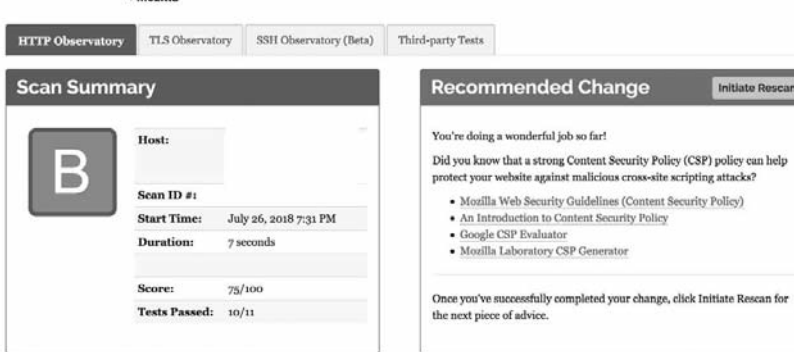 HTTP Observatory
TLS Observatory
SSH Observatory (Beta)
Third-party Tests
Scan Summary
B
Host:
Scan ID #:
Start Time: July 26, 2018 7:31 PM
Duration: 7 seconds
Score: 75/100
Tests Passed: 10/11
Recommended Change
Initiate Rescan
You're doing a wonderful job so far!
Did you know that a strong Content Security Policy (CSP) policy can help
protect your website against malicious cross-site scripting attacks?
Mozilla Web Security Guidelines (Content Security Policy)
An Introduction to Content Security Policy
Google CSP Evaluator
Mozilla Laboratory CSP Generator
Once you've successfully completed your change, click Initiate Rescan for
the next piece of advice.